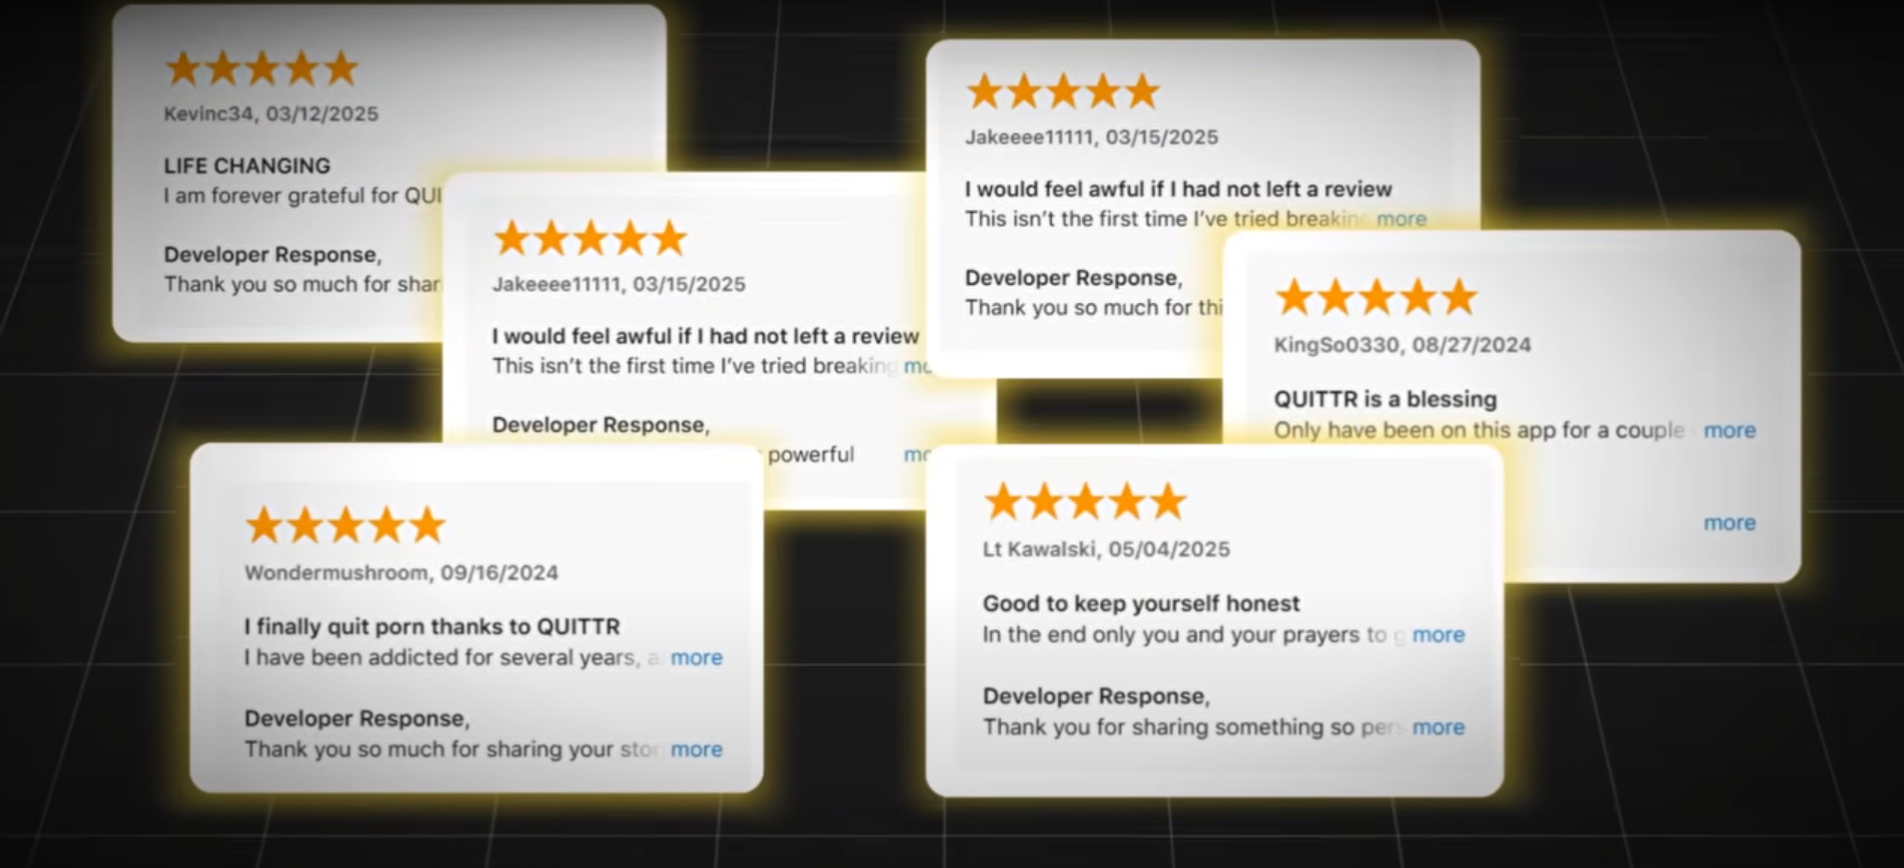 Kevinc34, 03/12/2025
LIFE CHANGING
I am forever grateful for QUI
Developer Response,
Thank you so much for shar
Jakeeee11111, 03/15/2025
I would feel awful if I had not left a review
This isn't the first time I've tried breaking
Developer Response,
powerful
Jakeeee11111, 03/15/2025
I would feel awful if I had not left a review
This isn't the first time I've tried breaking more
Developer Response,
Thank you so much for thi
KingSo0330, 08/27/2024
QUITTR is a blessing
Only have been on this app for a couple more
more
Wondermushroom, 09/16/2024
I finally quit porn thanks to QUITTR
I have been addicted for several years, a more
Developer Response,
Thank you so much for sharing your stor more
Lt Kawalski, 05/04/2025
Good to keep yourself honest
In the end only you and your prayers to g more
Developer Response,
Thank you for sharing something so pers more